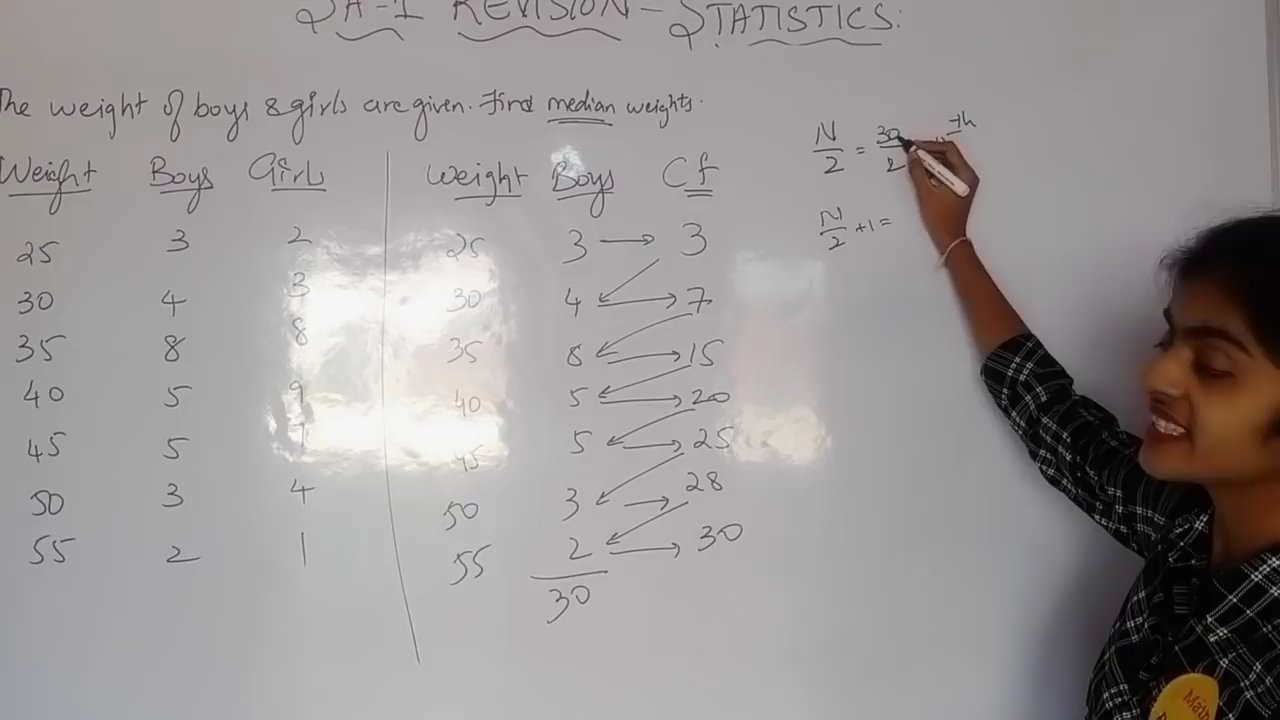 SA-1 REVISION - STATISTICS:
The weight of boys & girls are given. Find median weights.
Weight Boys Girls
25 3 2
30 4 3
35 8 8
40 5 9
45 5
50 3 4
55 2 1
Weight Boys Cf
25 3 → 3
30 4 → 7
35 8 → 15
40 5 → 20
45 5 → 25
50 3 → 28
55 2 → 30
30
N/2 = 30/2 th
N/2 + 1 =
Math